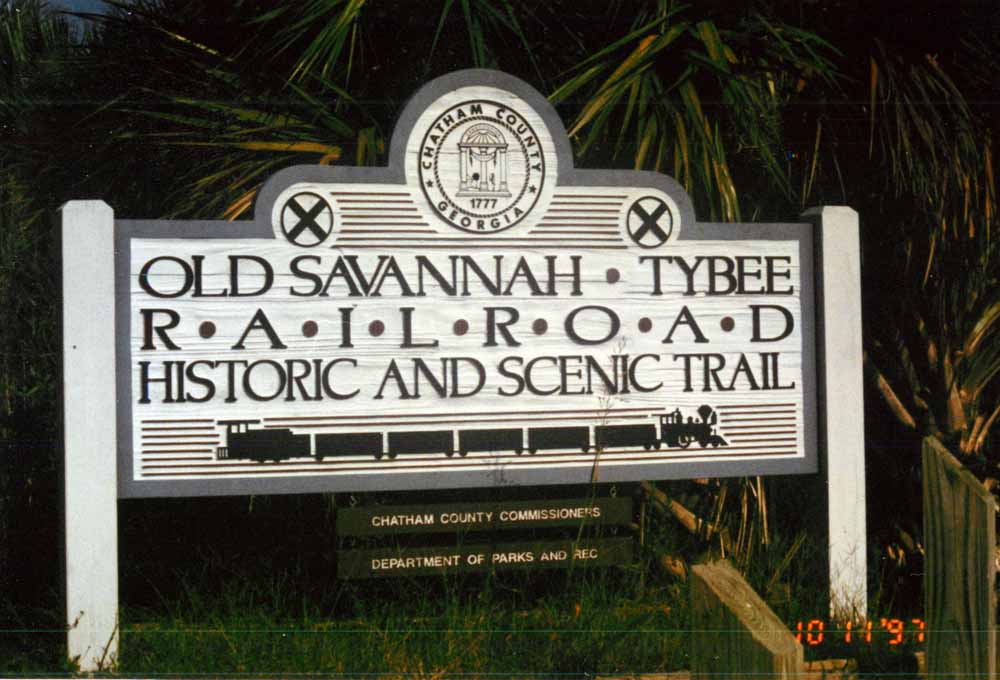 CHATHAM COUNTY
1777
GEORGIA
OLD SAVANNAH • TYBEE
R•A•I•L•R•O•A•D
HISTORIC AND SCENIC TRAIL
CHATHAM COUNTY COMMISSIONERS
DEPARTMENT OF PARKS AND REC
10 11 '97